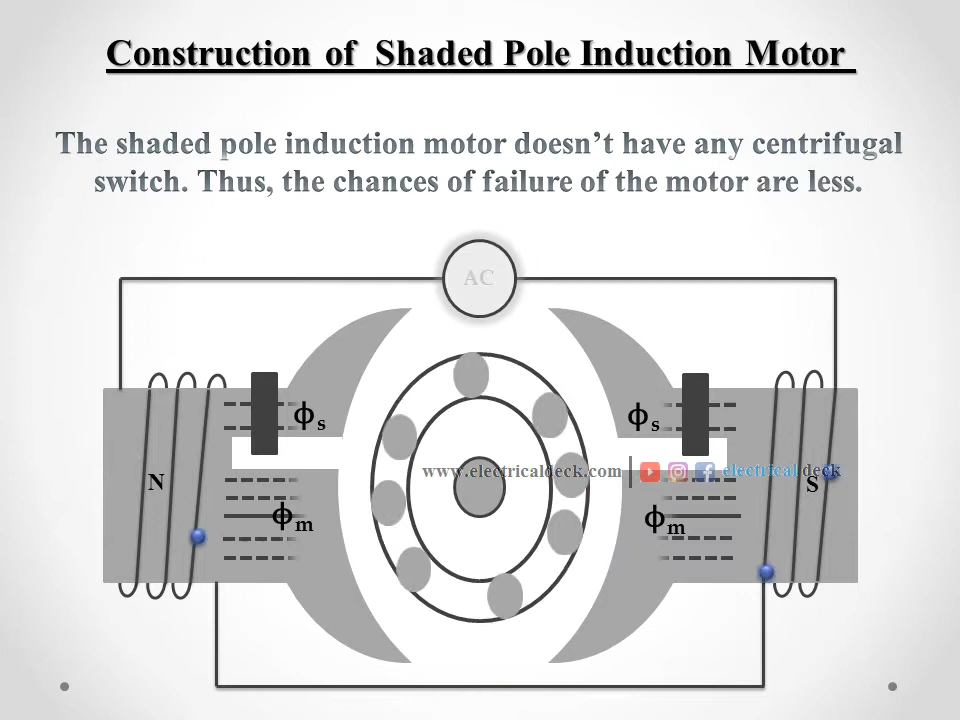 Construction of Shaded Pole Induction Motor
The shaded pole induction motor doesn’t have any centrifugal
switch. Thus, the chances of failure of the motor are less.
AC
ϕs
ϕs
www.electricaldeck.com | electrical deck
N
S
ϕm
ϕm